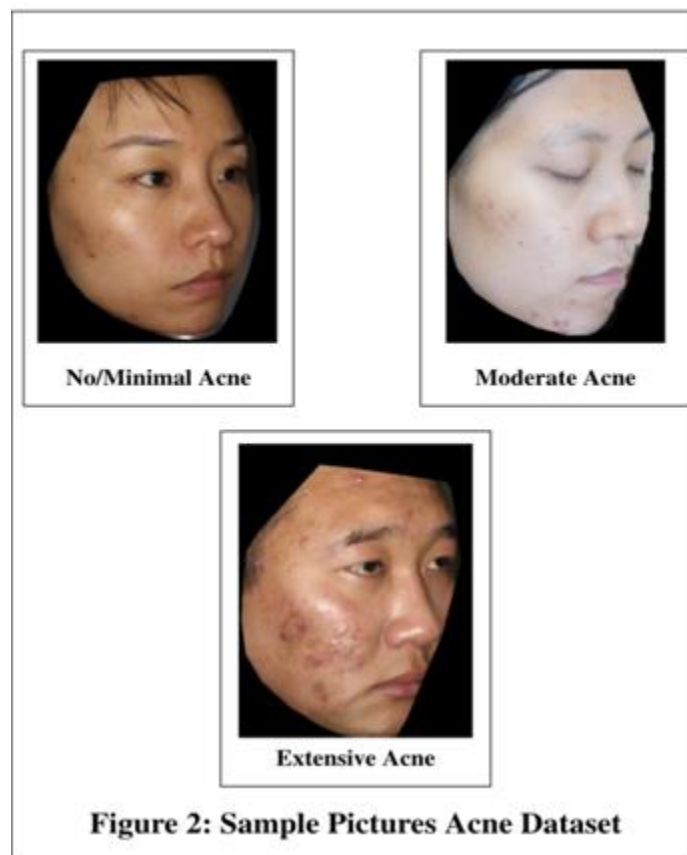 No/Minimal Acne
Moderate Acne
Extensive Acne
Figure 2: Sample Pictures Acne Dataset